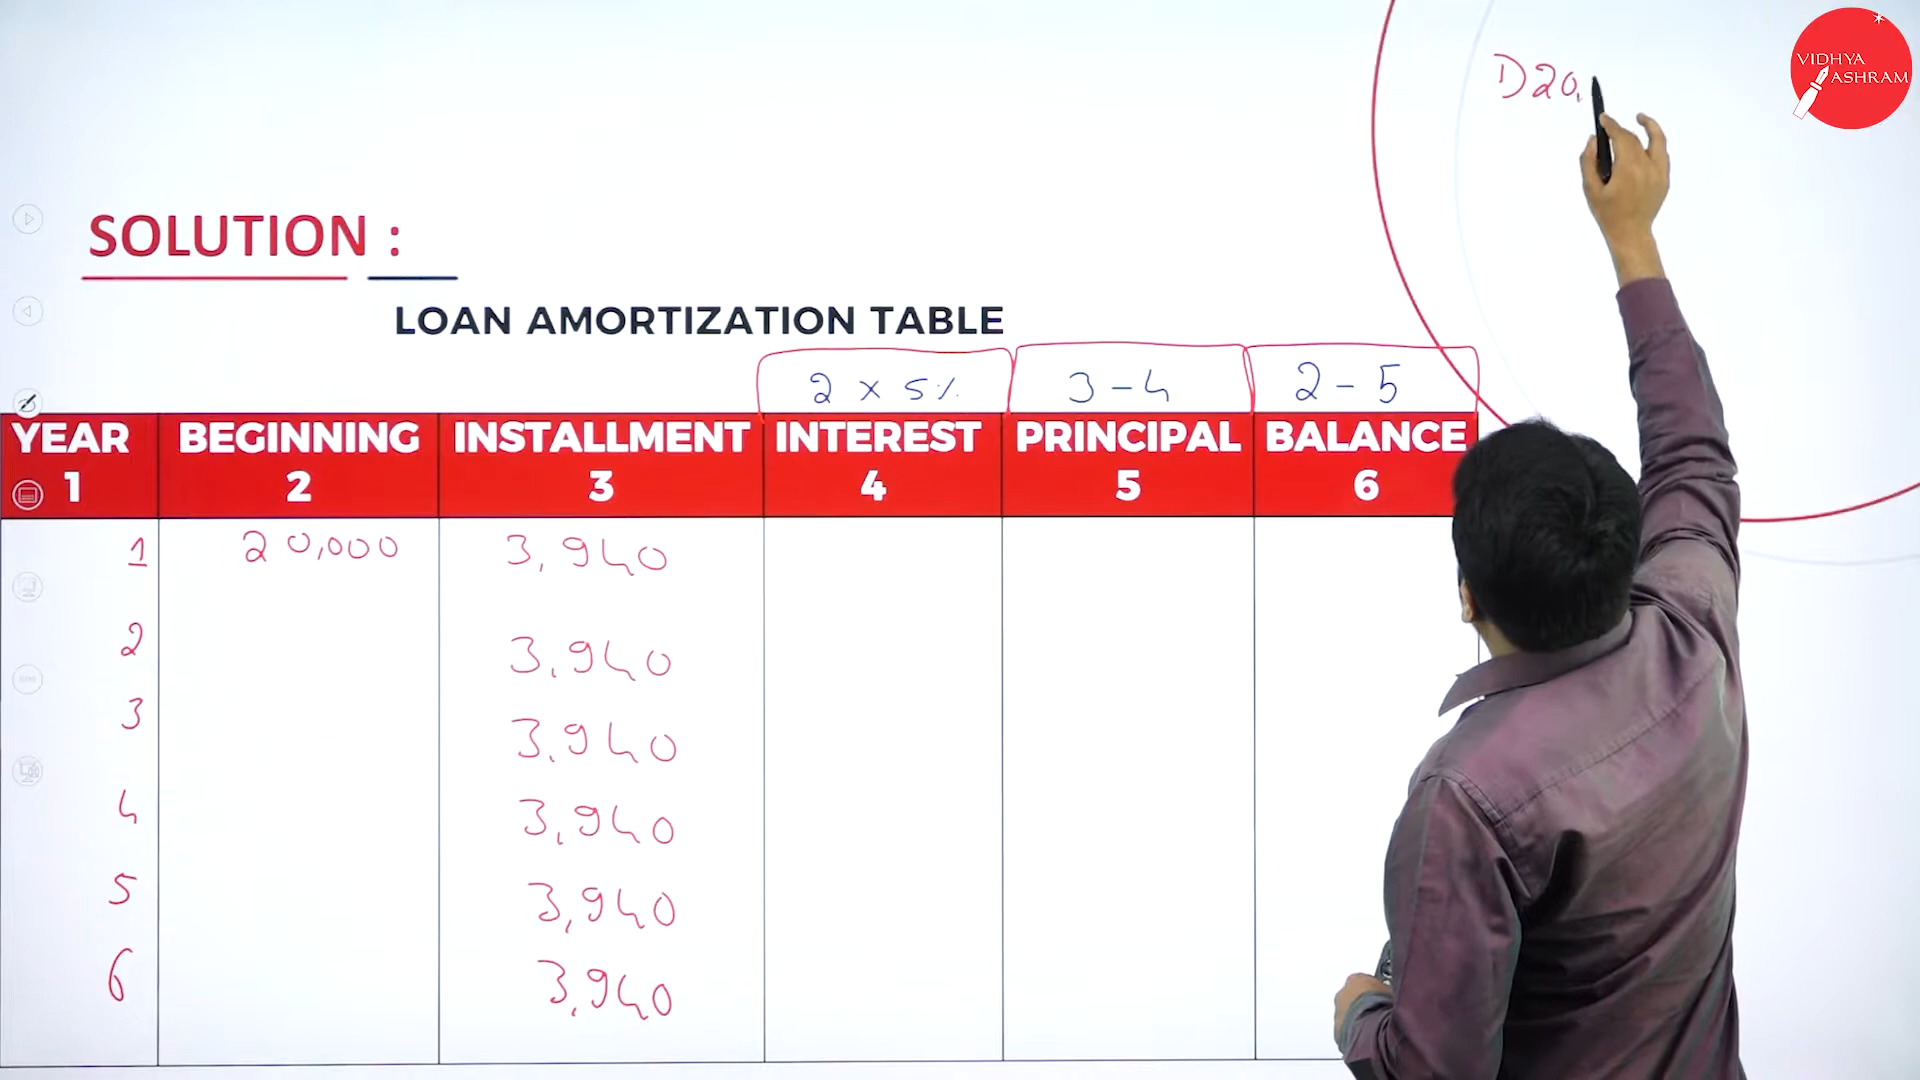 1) 20,
VIDHYA
ASHRAM
SOLUTION :
LOAN AMORTIZATION TABLE
2 x 5% 3 - 4 2 - 5
YEAR BEGINNING INSTALLMENT INTEREST PRINCIPAL BALANCE
1 2 3 4 5 6
1 20,000 3,940
2 3,940
3 3,940
4 3,940
5 3,940
6 3,940